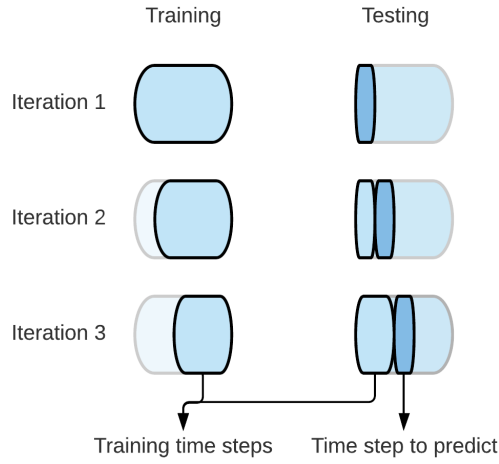 Training Testing
Iteration 1
Iteration 2
Iteration 3
Training time steps Time step to predict